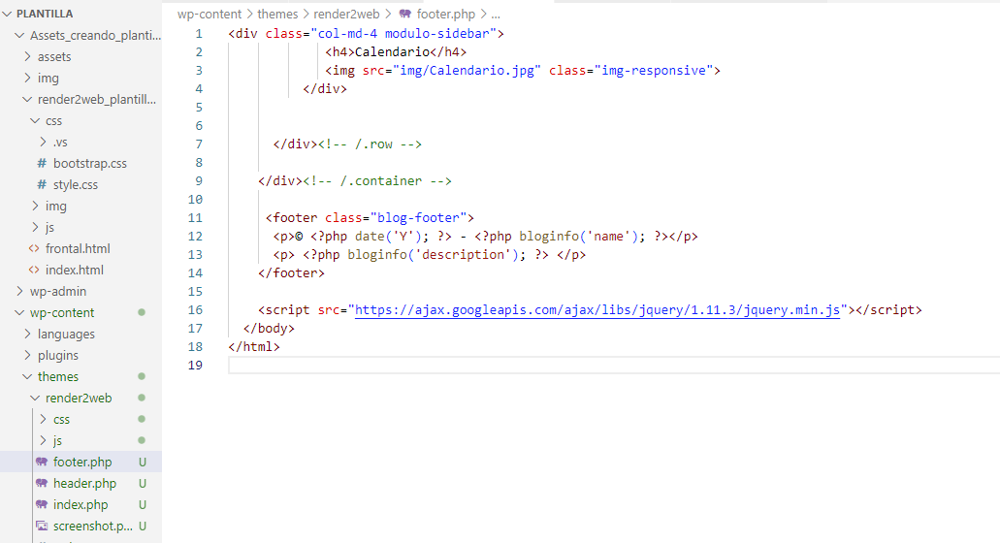 PLANTILLA
Assets_creando_planti...
assets
img
render2web_plantill...
css
.vs
# bootstrap.css
# style.css
img
js
<> frontal.html
<> index.html
wp-admin
wp-content
languages
plugins
themes
render2web
css
js
footer.php U
header.php U
index.php U
screenshot.p... U
wp-content > themes > render2web > footer.php > ...
1 <div class="col-md-4 modulo-sidebar">
2 <h4>Calendario</h4>
3 <img src="img/Calendario.jpg" class="img-responsive">
4 </div>
5
6
7 </div><!-- /.row -->
8
9 </div><!-- /.container -->
10
11 <footer class="blog-footer">
12 <p>© <?php date('Y'); ?> - <?php bloginfo('name'); ?></p>
13 <p> <?php bloginfo('description'); ?> </p>
14 </footer>
15
16 <script src="https://ajax.googleapis.com/ajax/libs/jquery/1.11.3/jquery.min.js"></script>
17 </body>
18 </html>
19